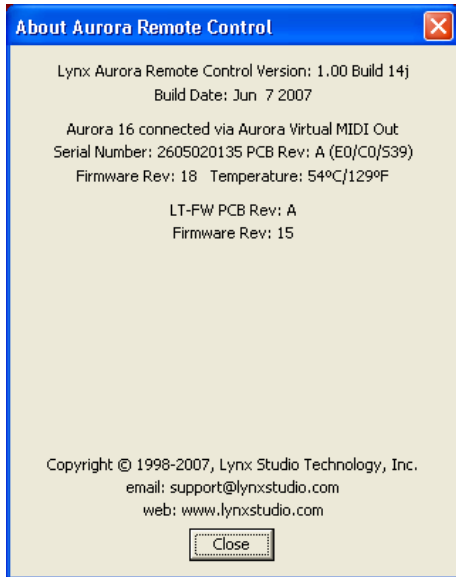 About Aurora Remote Control
Lynx Aurora Remote Control Version: 1.00 Build 14j
Build Date: Jun 7 2007
Aurora 16 connected via Aurora Virtual MIDI Out
Serial Number: 2605020135 PCB Rev: A (E0/C0/S39)
Firmware Rev: 18 Temperature: 54ºC/129ºF
LT-FW PCB Rev: A
Firmware Rev: 15
Copyright © 1998-2007, Lynx Studio Technology, Inc.
email: support@lynxstudio.com
web: www.lynxstudio.com
Close